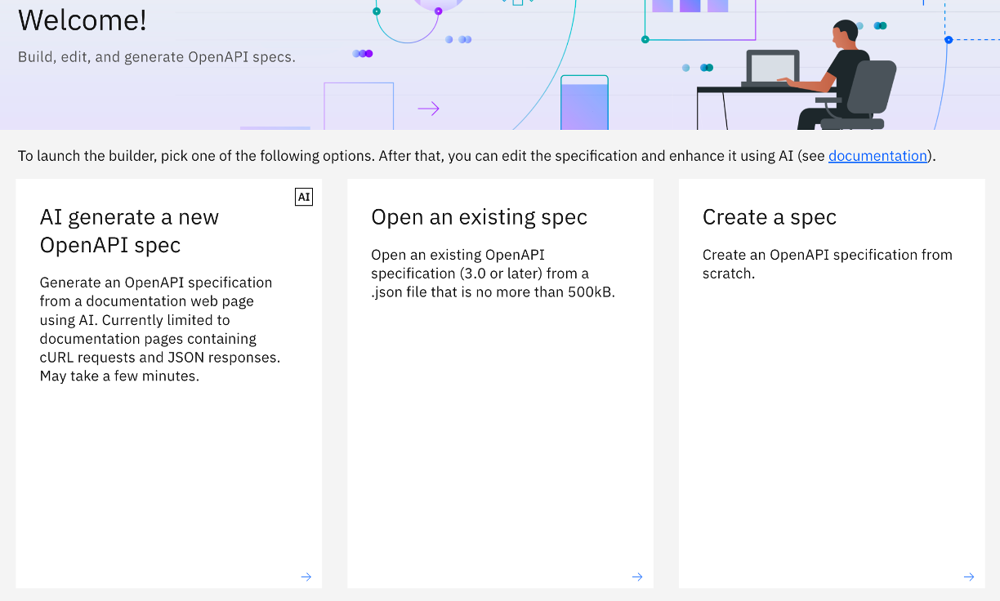 Welcome!
Build, edit, and generate OpenAPI specs.
To launch the builder, pick one of the following options. After that, you can edit the specification and enhance it using AI (see documentation).
AI
AI generate a new
OpenAPI spec
Generate an OpenAPI specification
from a documentation web page
using AI. Currently limited to
documentation pages containing
cURL requests and JSON responses.
May take a few minutes.
Open an existing spec
Open an existing OpenAPI
specification (3.0 or later) from a
.json file that is no more than 500kB.
Create a spec
Create an OpenAPI specification from
scratch.